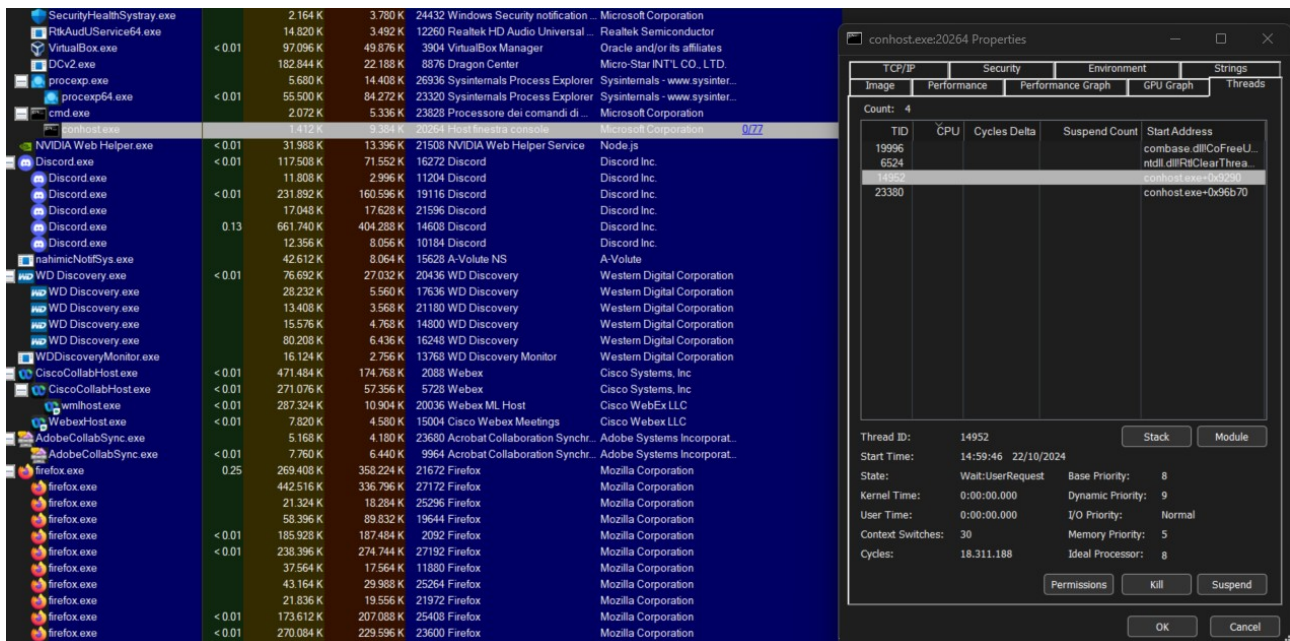 SecurityHealthSystray.exe 2.164 K 3.780 K 24432 Windows Security notification ... Microsoft Corporation
RtkAudUService64.exe 14.820 K 3.492 K 12260 Realtek HD Audio Universal ... Realtek Semiconductor
VirtualBox.exe < 0.01 97.096 K 49.876 K 3904 VirtualBox Manager Oracle and/or its affiliates
DCv2.exe 182.844 K 22.188 K 8876 Dragon Center Micro-Star INT'L CO., LTD.
procexp.exe 5.680 K 14.408 K 26936 Sysinternals Process Explorer Sysinternals - www.sysinter...
procexp64.exe < 0.01 55.500 K 84.272 K 23320 Sysinternals Process Explorer Sysinternals - www.sysinter...
cmd.exe 2.072 K 5.336 K 23828 Processore dei comandi di ... Microsoft Corporation
conhost.exe 1.412 K 9.384 K 20264 Host finestra console Microsoft Corporation 0/77
NVIDIA Web Helper.exe < 0.01 31.988 K 13.396 K 21508 NVIDIA Web Helper Service Node.js
Discord.exe < 0.01 117.508 K 71.552 K 16272 Discord Discord Inc.
Discord.exe 11.808 K 2.996 K 11204 Discord Discord Inc.
Discord.exe < 0.01 231.892 K 160.596 K 19116 Discord Discord Inc.
Discord.exe 17.048 K 17.628 K 21596 Discord Discord Inc.
Discord.exe 0.13 661.740 K 404.288 K 14608 Discord Discord Inc.
Discord.exe 12.356 K 8.056 K 10184 Discord Discord Inc.
nahimicNotifSys.exe 42.612 K 8.064 K 15628 A-Volute NS A-Volute
WD Discovery.exe < 0.01 76.692 K 27.032 K 20436 WD Discovery Western Digital Corporation
WD Discovery.exe 28.232 K 5.560 K 17636 WD Discovery Western Digital Corporation
WD Discovery.exe 13.408 K 3.568 K 21180 WD Discovery Western Digital Corporation
WD Discovery.exe 15.576 K 4.768 K 14800 WD Discovery Western Digital Corporation
WD Discovery.exe 80.208 K 6.436 K 16248 WD Discovery Western Digital Corporation
WDDiscoveryMonitor.exe 16.124 K 2.756 K 13768 WD Discovery Monitor Western Digital Corporation
CiscoCollabHost.exe < 0.01 471.484 K 174.768 K 2088 Webex Cisco Systems, Inc
CiscoCollabHost.exe < 0.01 271.076 K 57.356 K 5728 Webex Cisco Systems, Inc
wmlhost.exe < 0.01 287.324 K 10.904 K 20036 Webex ML Host Cisco WebEx LLC
WebexHost.exe < 0.01 7.820 K 4.580 K 15004 Cisco Webex Meetings Cisco Webex LLC
AdobeCollabSync.exe 5.168 K 4.180 K 23680 Acrobat Collaboration Synchr... Adobe Systems Incorporat...
AdobeCollabSync.exe < 0.01 7.760 K 6.440 K 9964 Acrobat Collaboration Synchr... Adobe Systems Incorporat...
firefox.exe 0.25 269.408 K 358.224 K 21672 Firefox Mozilla Corporation
firefox.exe 442.516 K 336.796 K 27172 Firefox Mozilla Corporation
firefox.exe 21.324 K 18.284 K 25296 Firefox Mozilla Corporation
firefox.exe 58.396 K 89.832 K 19644 Firefox Mozilla Corporation
firefox.exe < 0.01 185.928 K 187.484 K 2092 Firefox Mozilla Corporation
firefox.exe < 0.01 238.396 K 274.744 K 27192 Firefox Mozilla Corporation
firefox.exe 37.564 K 17.564 K 11880 Firefox Mozilla Corporation
firefox.exe 43.164 K 29.988 K 25264 Firefox Mozilla Corporation
firefox.exe 21.836 K 19.556 K 21972 Firefox Mozilla Corporation
firefox.exe < 0.01 173.612 K 207.088 K 25408 Firefox Mozilla Corporation
firefox.exe < 0.01 270.084 K 229.596 K 23600 Firefox Mozilla Corporation
conhost.exe:20264 Properties
TCP/IP Security Environment Strings
Image Performance Performance Graph GPU Graph Threads
Count: 4
TID CPU Cycles Delta Suspend Count Start Address
19996 combase.dll!CoFreeU...
6524 ntdll.dll!RtlClearThrea...
14952 conhost.exe+0x9290
23380 conhost.exe+0x96b70
Thread ID: 14952 Stack Module
Start Time: 14:59:46 22/10/2024
State: Wait:UserRequest Base Priority: 8
Kernel Time: 0:00:00.000 Dynamic Priority: 9
User Time: 0:00:00.000 I/O Priority: Normal
Context Switches: 30 Memory Priority: 5
Cycles: 18.311.188 Ideal Processor: 8
Permissions Kill Suspend
OK Cancel